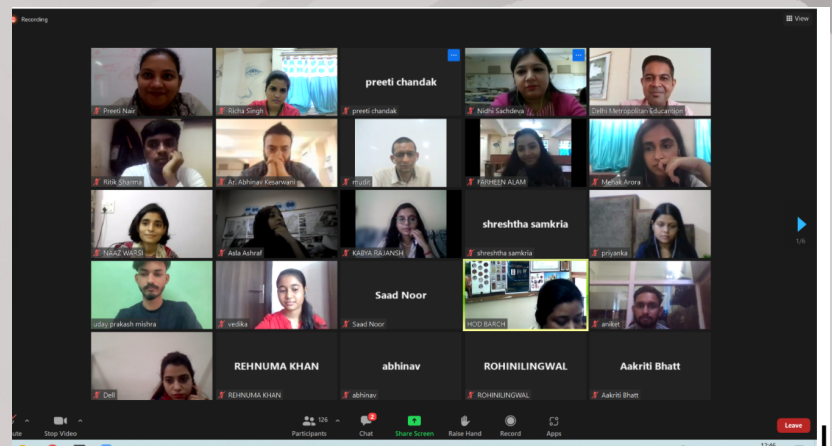 Recording
View
preeti chandak
Preeti Nair
Richa Singh
preeti chandak
Nidhi Sachdeva
Delhi Metropolitan Educantion
Ritik Sharma
Ar. Abhinav Kesarwani
mudit
FARHEEN ALAM
Mehak Arora
shreshtha samkria
NAAZ WARSI
Asla Ashraf
KABYA RAJANSH
shreshtha samkria
priyanka
1/6
Saad Noor
uday prakash mishra
vedika
Saad Noor
HOD BARCH
aniket
REHNUMA KHAN
abhinav
ROHINILINGWAL
Aakriti Bhatt
Dell
REHNUMA KHAN
abhinav
ROHINILINGWAL
Aakriti Bhatt
126
2
Stop Video
Participants
Chat
Share Screen
Raise Hand
Record
Apps
Leave